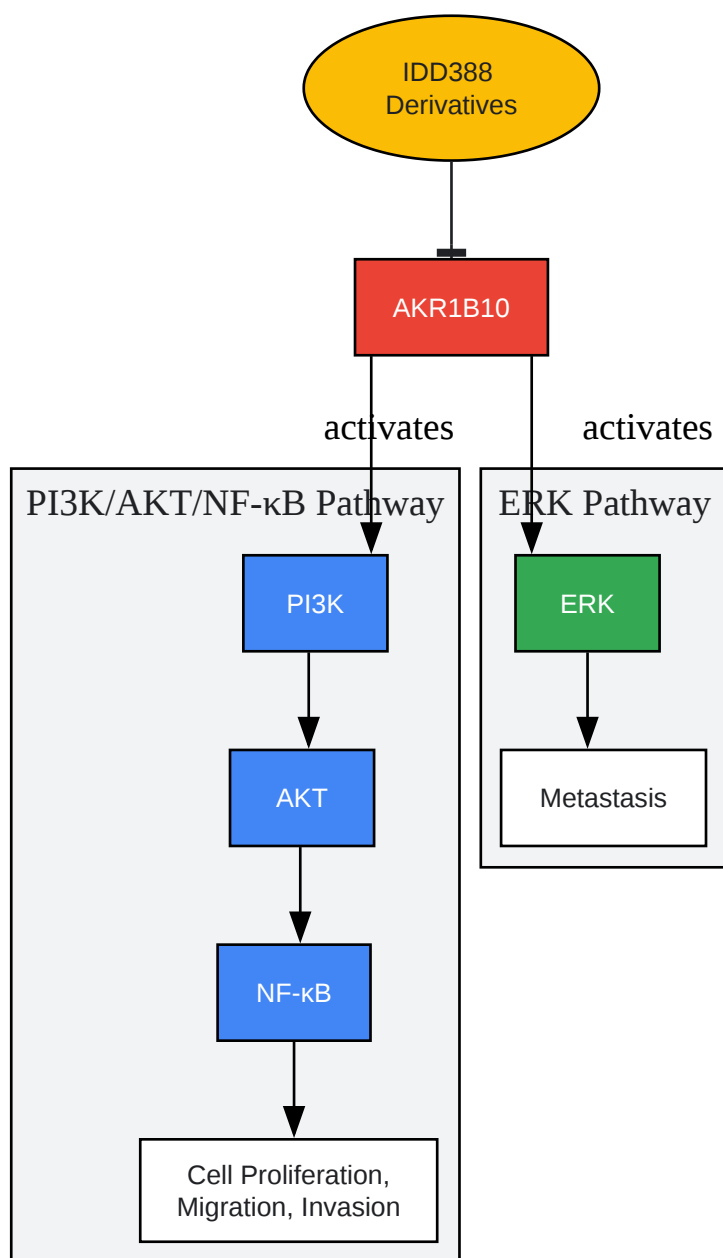 IDD388
Derivatives
AKR1B10
activates
activates
PI3K/AKT/NF-κB Pathway
ERK Pathway
PI3K
ERK
AKT
Metastasis
NF-κB
Cell Proliferation,
Migration, Invasion